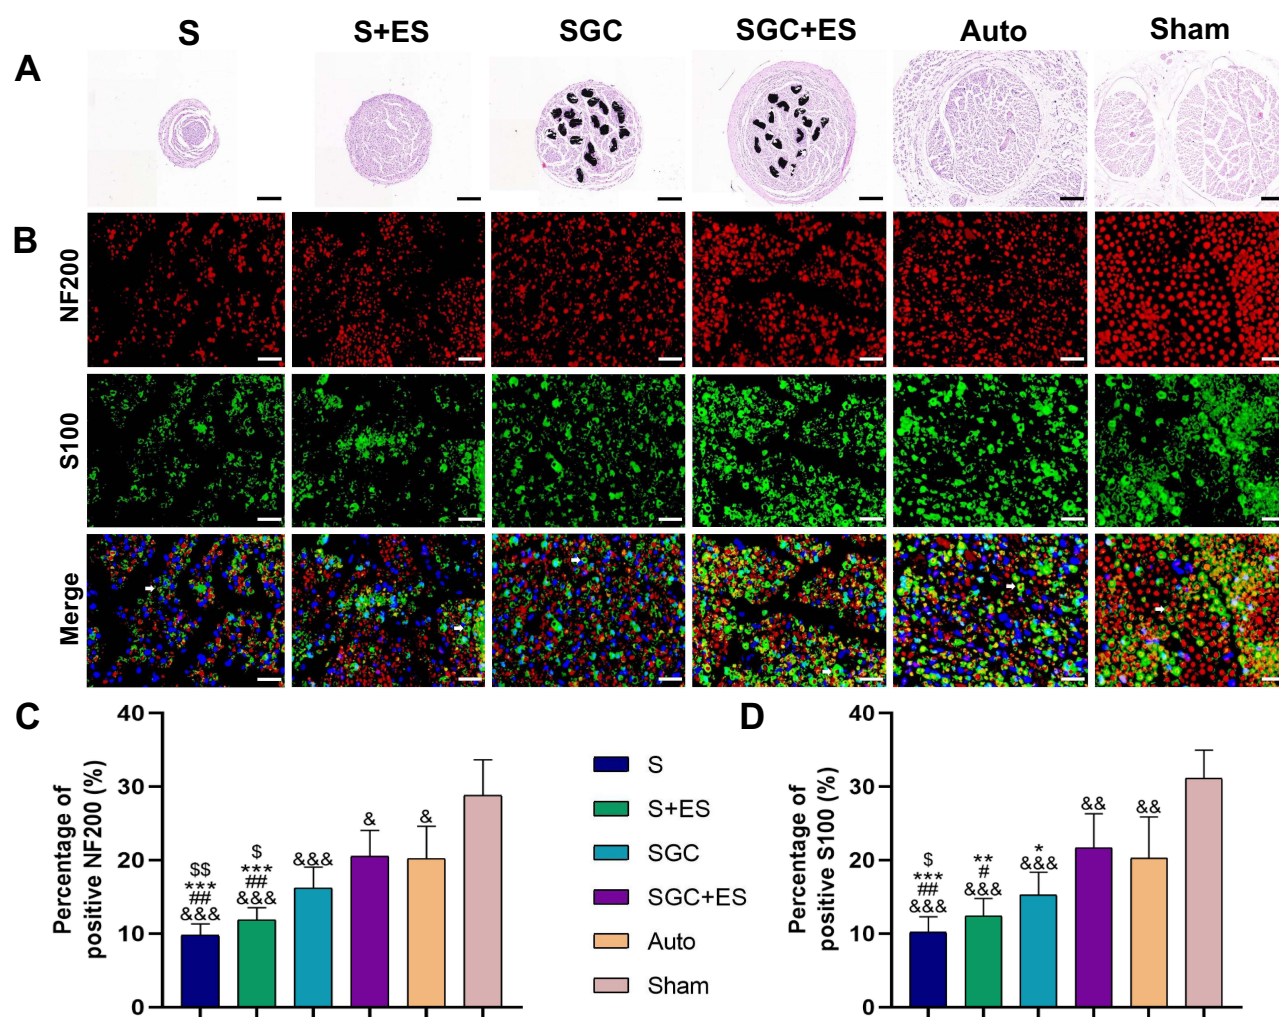 S S+ES SGC SGC+ES Auto Sham
A
B
NF200
S100
Merge
C
Percentage of
positive NF200 (%)
40
30
20
10
0
$$
***
##
&&&
$
***
##
&&&
&&&
&
&
S
S+ES
SGC
SGC+ES
Auto
Sham
D
Percentage of
positive S100 (%)
40
30
20
10
0
$
***
##
&&&
**
#
&&&
*
&&&
&&
&&